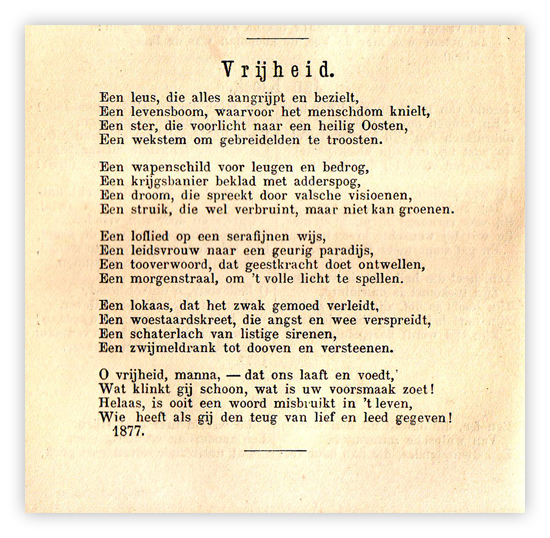 Vrijheid.
Een leus, die alles aangrijpt en bezielt,
Een levensboom, waarvoor het menschdom knielt,
Een ster, die voorlicht naar een heilig Oosten,
Een wekstem om gebreidelden te troosten.
Een wapenschild voor leugen en bedrog,
Een krijgsbanier beklad met adderspog,
Een droom, die spreekt door valsche visioenen,
Een struik, die wel verbruint, maar niet kan groenen.
Een loflied op een serafijnen wijs,
Een leidsvrouw naar een geurig paradijs,
Een tooverwoord, dat geestkracht doet ontwellen,
Een morgenstraal, om 't volle licht te spellen.
Een lokaas, dat het zwak gemoed verleidt,
Een woestaardskreet, die angst en wee verspreidt,
Een schaterlach van listige sirenen,
Een zwijmeldrank tot dooven en versteenen.
O vrijheid, manna, — dat ons laaft en voedt,
Wat klinkt gij schoon, wat is uw voorsmaak zoet!
Helaas, is ooit een woord misbruikt in 't leven,
Wie heeft als gij den teug van lief en leed gegeven!
1877.